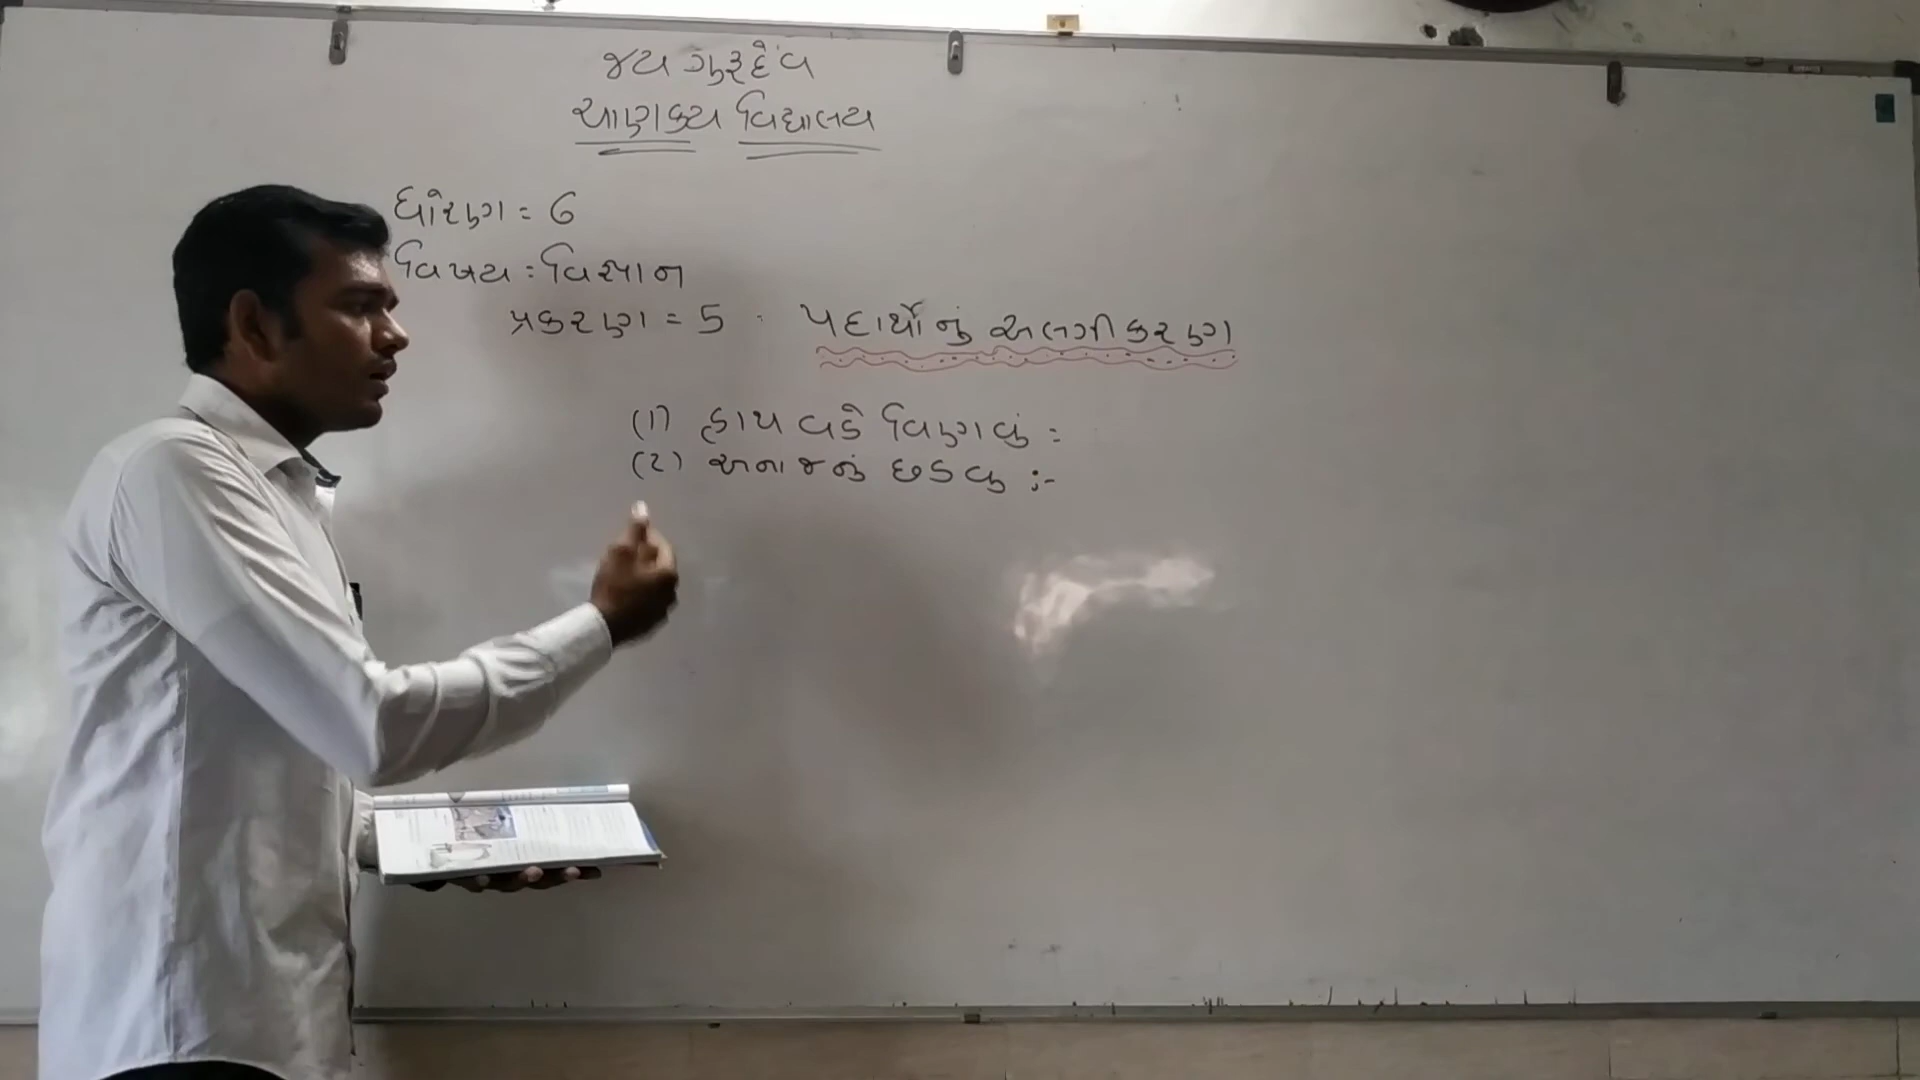 જય ગુરૂદેવ
ચાણક્ય વિદ્યાલય
ધોરણ = 6
વિષય : વિજ્ઞાન
પ્રકરણ = 5 . પદાર્થોનું અલગીકરણ
(1) હાથ વડે વિણવું :
(2) અનાજનું છડવુ :-